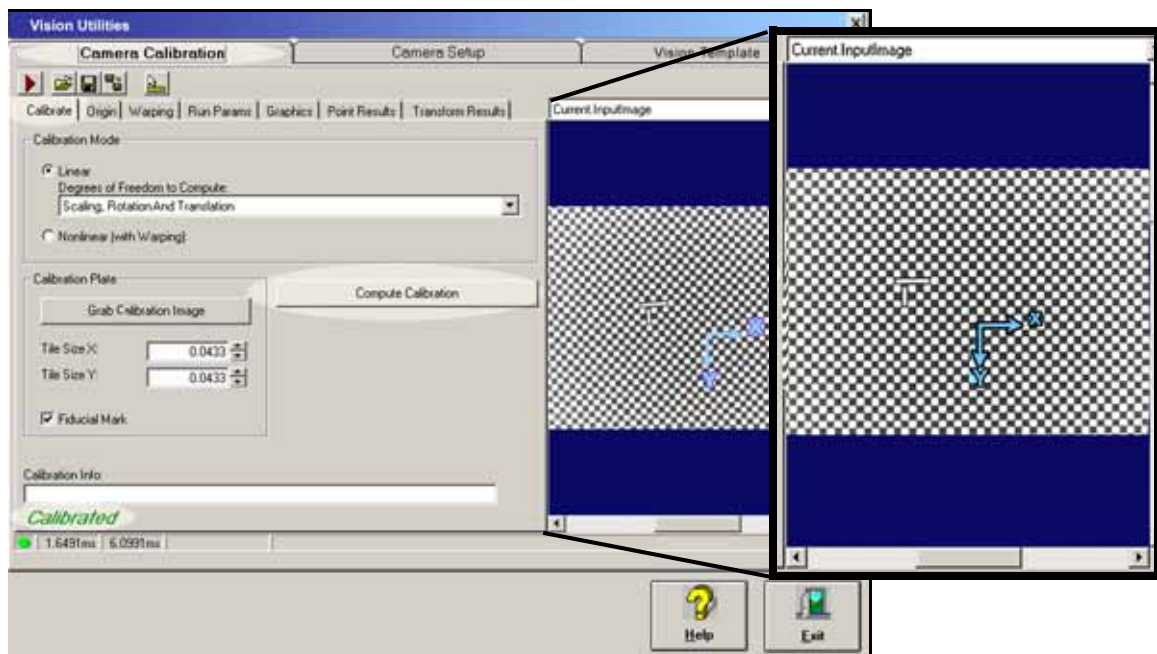 Vision Utilities
Camera Calibration
Camera Setup
Vision Template
Calibrate
Origin
Warping
Run Params
Graphics
Point Results
Transform Results
Calibration Mode
Linear
Degrees of Freedom to Compute:
Scaling, Rotation And Translation
Nonlinear (with Warping)
Calibration Plate
Grab Calibration Image
Compute Calibration
Tile Size X:
0.0433
Tile Size Y:
0.0433
Fiducial Mark
Calibration Info
Calibrated
1.6491ms
6.0991ms
Current.InputImage
X
Y
Current.InputImage
X
Y
Help
Exit